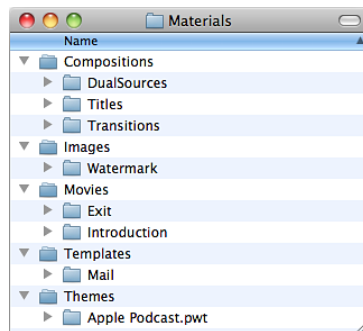 Materials
Name
Compositions
DualSources
Titles
Transitions
Images
Watermark
Movies
Exit
Introduction
Templates
Mail
Themes
Apple Podcast.pwt